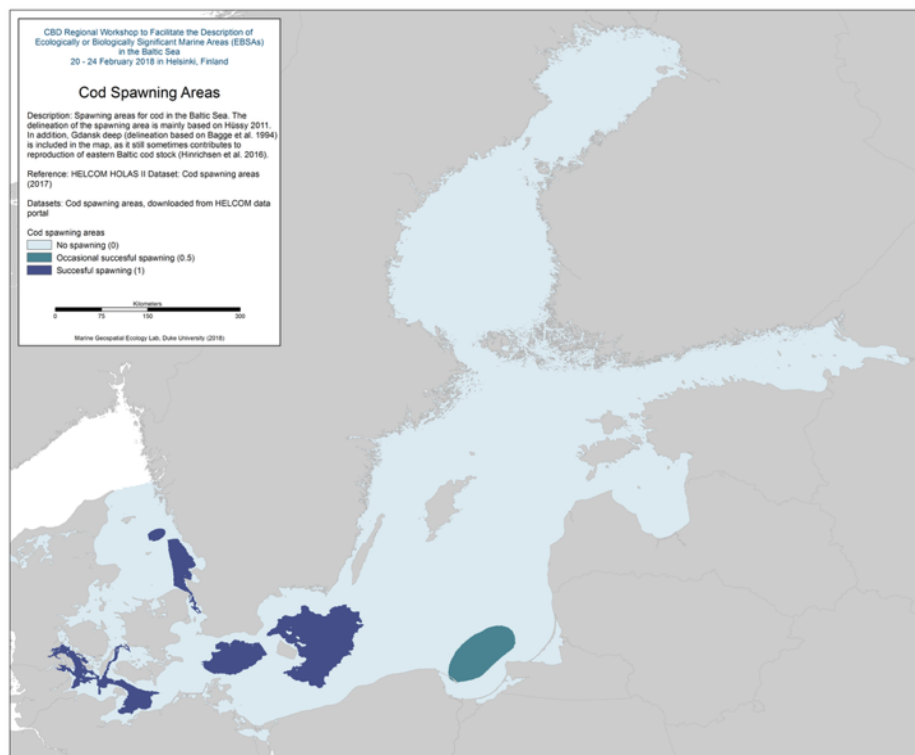 CBD Regional Workshop to Facilitate the Description of
Ecologically or Biologically Significant Marine Areas (EBSAs)
in the Baltic Sea
20 - 24 February 2018 in Helsinki, Finland
Cod Spawning Areas
Description: Spawning areas for cod in the Baltic Sea. The
delineation of the spawning area is mainly based on Hüssy 2011.
In addition, Gdansk deep (delineation based on Bagge et al. 1994)
is included in the map, as it still sometimes contributes to
reproduction of eastern Baltic cod stock (Hinrichsen et al. 2016).
Reference: HELCOM HOLAS II Dataset: Cod spawning areas
(2017)
Datasets: Cod spawning areas, downloaded from HELCOM data
portal
Cod spawning areas
No spawning (0)
Occasional succesful spawning (0.5)
Succesful spawning (1)
Kilometers
0 75 150 300
Marine Geospatial Ecology Lab, Duke University (2018)